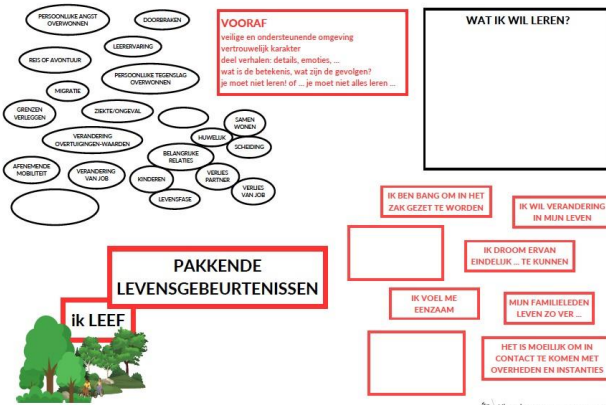 PERSOONLIJKE ANGST
OVERWONNEN
DOORBRAKEN
LEERERVARING
REIS OF AVONTUUR
PERSOONLIJKE TEGENSLAG
OVERWONNEN
MIGRATIE
GRENZEN
VERLEGGEN
ZIEKTE/ONGEVAL
SAMEN
WONEN
VERANDERING
OVERTUIGINGEN-WAARDEN
HUWELIJK
SCHEIDING
BELANGRIJKE
RELATIES
AFENEMENDE
MOBILITEIT
VERANDERING
VAN JOB
KINDEREN
VERLIES
PARTNER
VERLIES
VAN JOB
LEVENSFASE
VOORAF
veilige en ondersteunende omgeving
vertrouwelijk karakter
deel verhalen: details, emoties, ...
wat is de betekenis, wat zijn de gevolgen?
je moet niet leren! of ... je moet niet alles leren ...
WAT IK WIL LEREN?
IK BEN BANG OM IN HET
ZAK GEZET TE WORDEN
IK WIL VERANDERING
IN MIJN LEVEN
IK DROOM ERVAN
EINDELIJK ... TE KUNNEN
IK VOEL ME
EENZAAM
MIJN FAMILIELEDEN
LEVEN ZO VER ...
HET IS MOEILIJK OM IN
CONTACT TE KOMEN MET
OVERHEDEN EN INSTANTIES
PAKKENDE
LEVENSGEBEURTENISSEN
ik LEEF